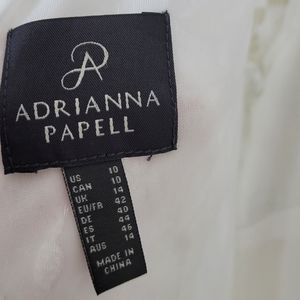 ADRIANNA
PAPELL
US 10
CAN 10
UK 14
EU/FR 42
DE 40
ES 44
IT 46
AUS 14
MADE IN
CHINA